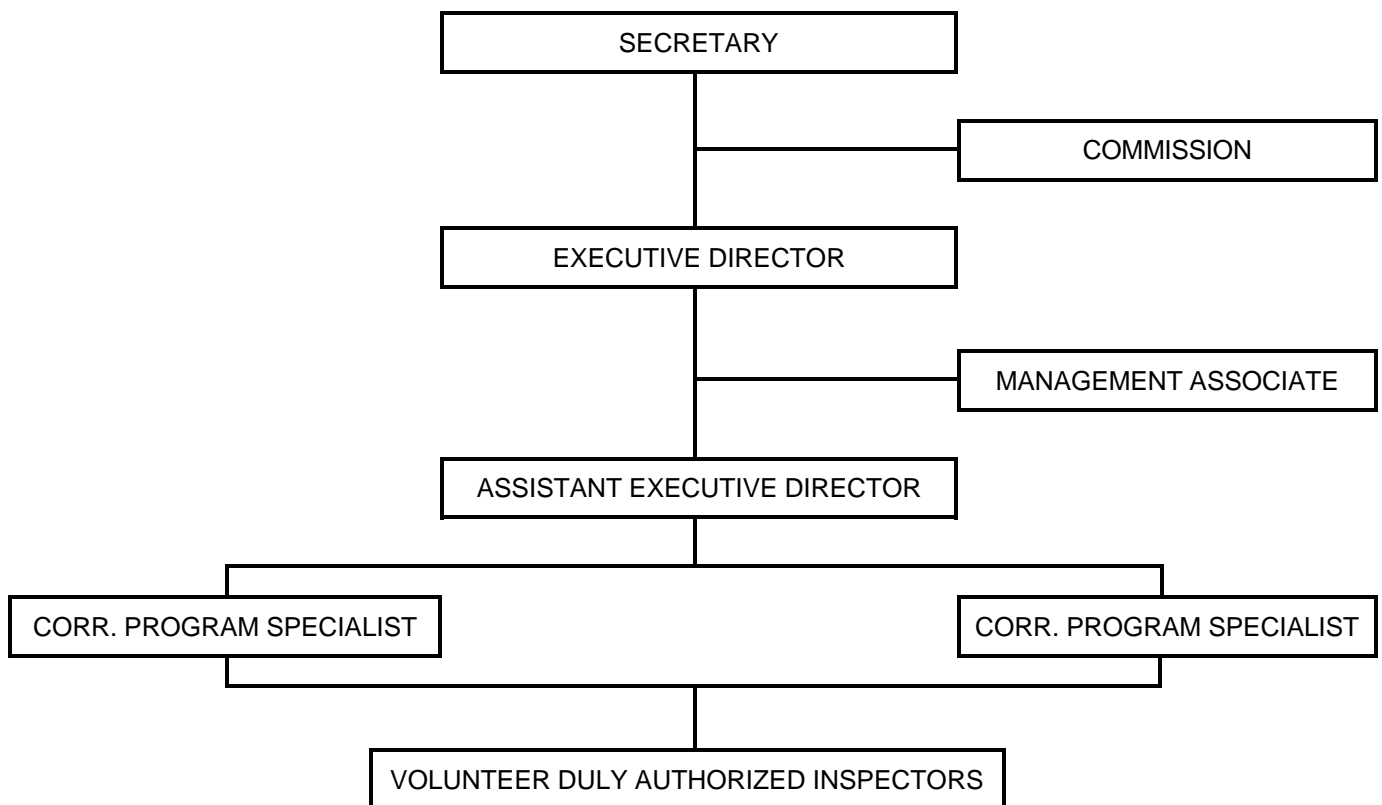 SECRETARY
COMMISSION
EXECUTIVE DIRECTOR
MANAGEMENT ASSOCIATE
ASSISTANT EXECUTIVE DIRECTOR
CORR. PROGRAM SPECIALIST
CORR. PROGRAM SPECIALIST
VOLUNTEER DULY AUTHORIZED INSPECTORS